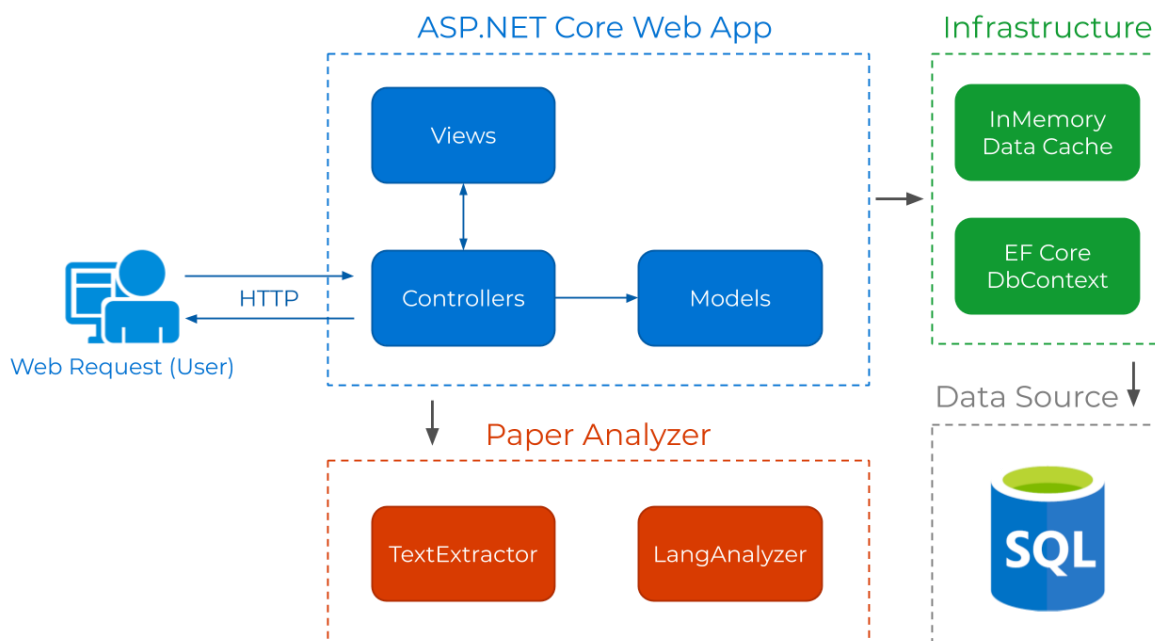 ASP.NET Core Web App
Infrastructure
Views
InMemory
Data Cache
HTTP
Controllers
Models
EF Core
DbContext
Web Request (User)
Data Source
Paper Analyzer
TextExtractor
LangAnalyzer
SQL